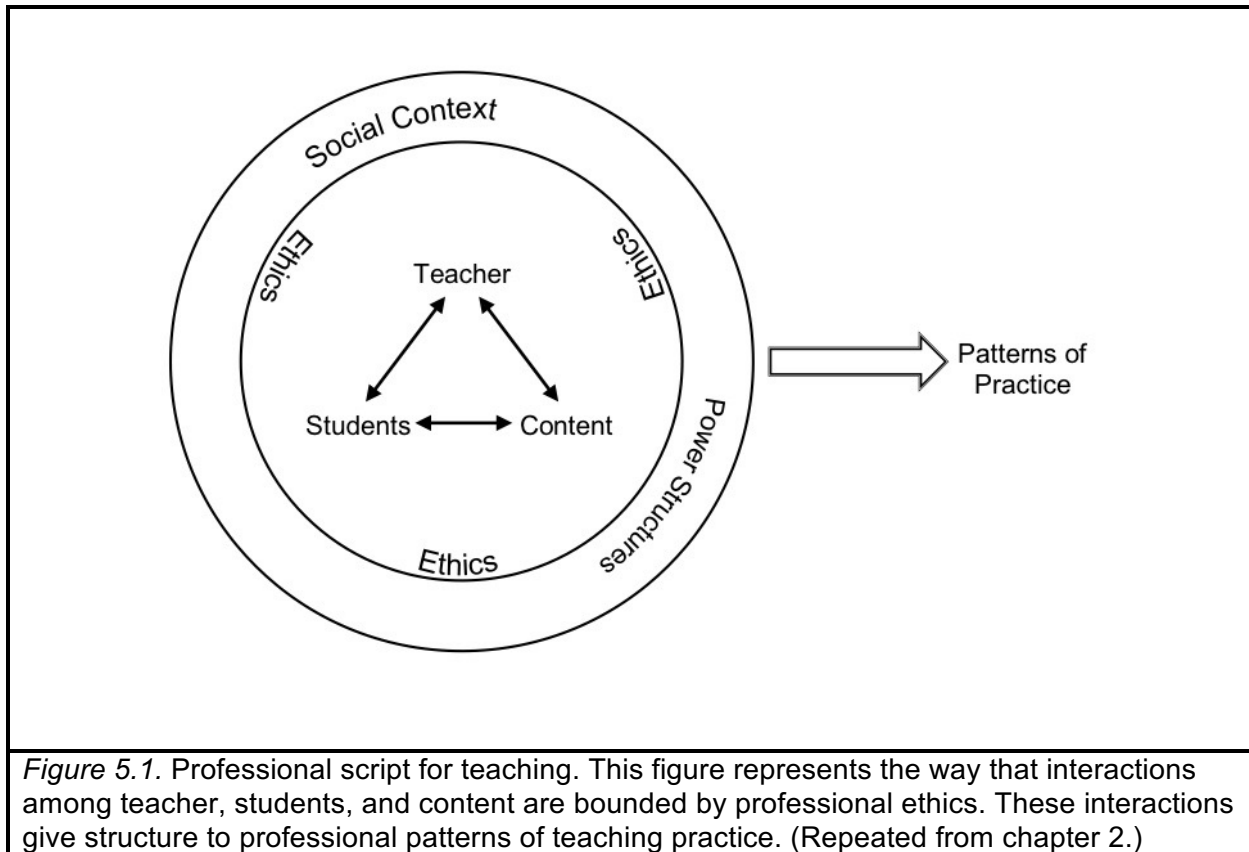 Social Context
Ethics
Ethics
Teacher
Students
Content
Ethics
Power Structures
Patterns of
Practice
Figure 5.1. Professional script for teaching. This figure represents the way that interactions
among teacher, students, and content are bounded by professional ethics. These interactions
give structure to professional patterns of teaching practice. (Repeated from chapter 2.)